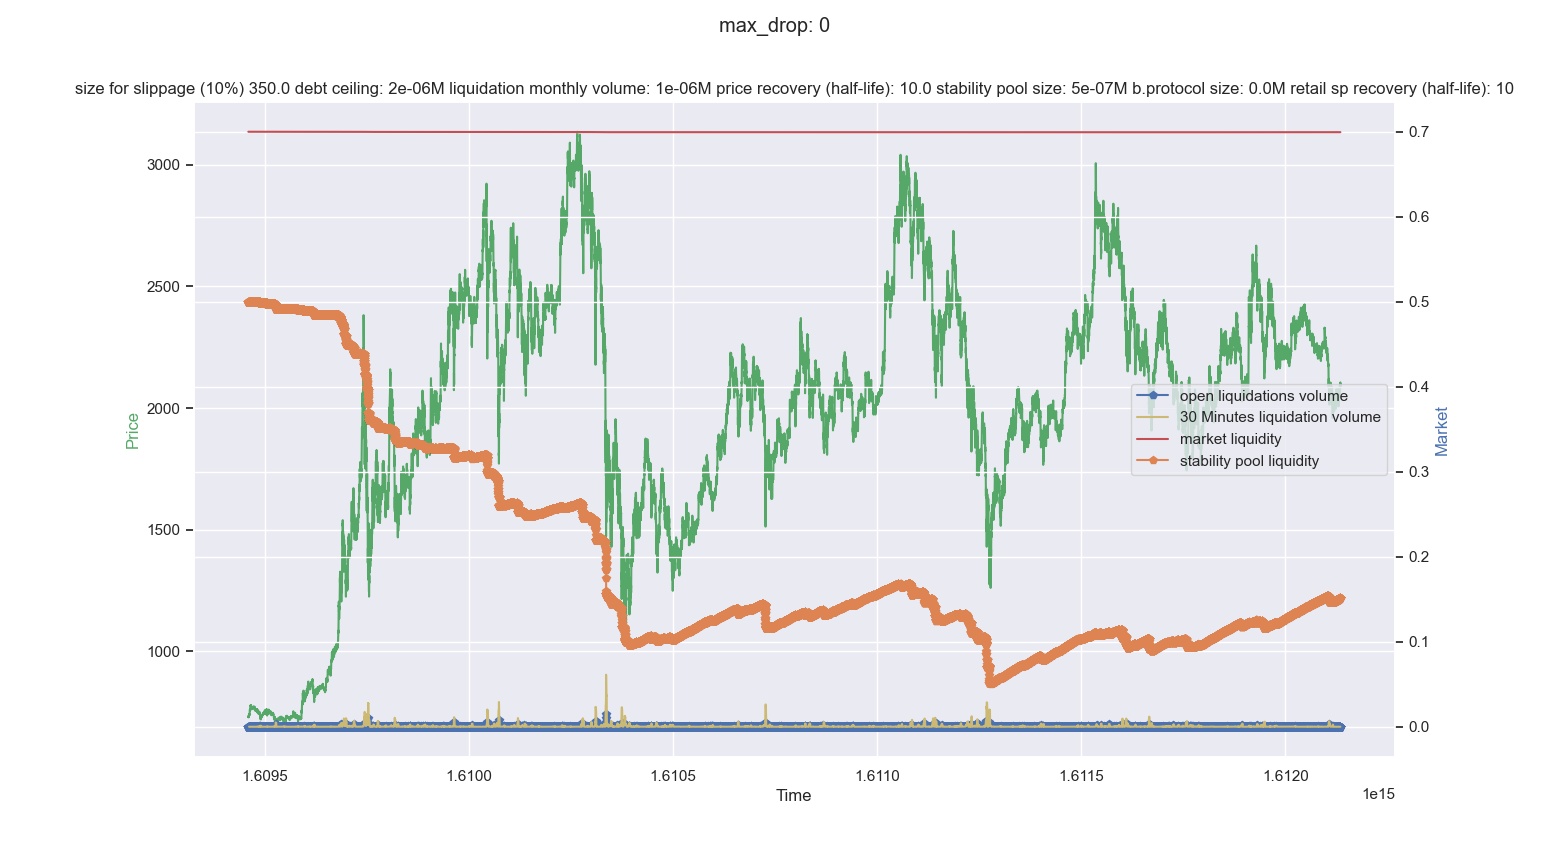 max_drop: 0
size for slippage (10%) 350.0 debt ceiling: 2e-06M liquidation monthly volume: 1e-06M price recovery (half-life): 10.0 stability pool size: 5e-07M b.protocol size: 0.0M retail sp recovery (half-life): 10
3000
2500
2000
1500
1000
Price
0.7
0.6
0.5
0.4
0.3
0.2
0.1
0.0
Market
open liquidations volume
30 Minutes liquidation volume
market liquidity
stability pool liquidity
1.6095 1.6100 1.6105 1.6110 1.6115 1.6120
Time
1e15